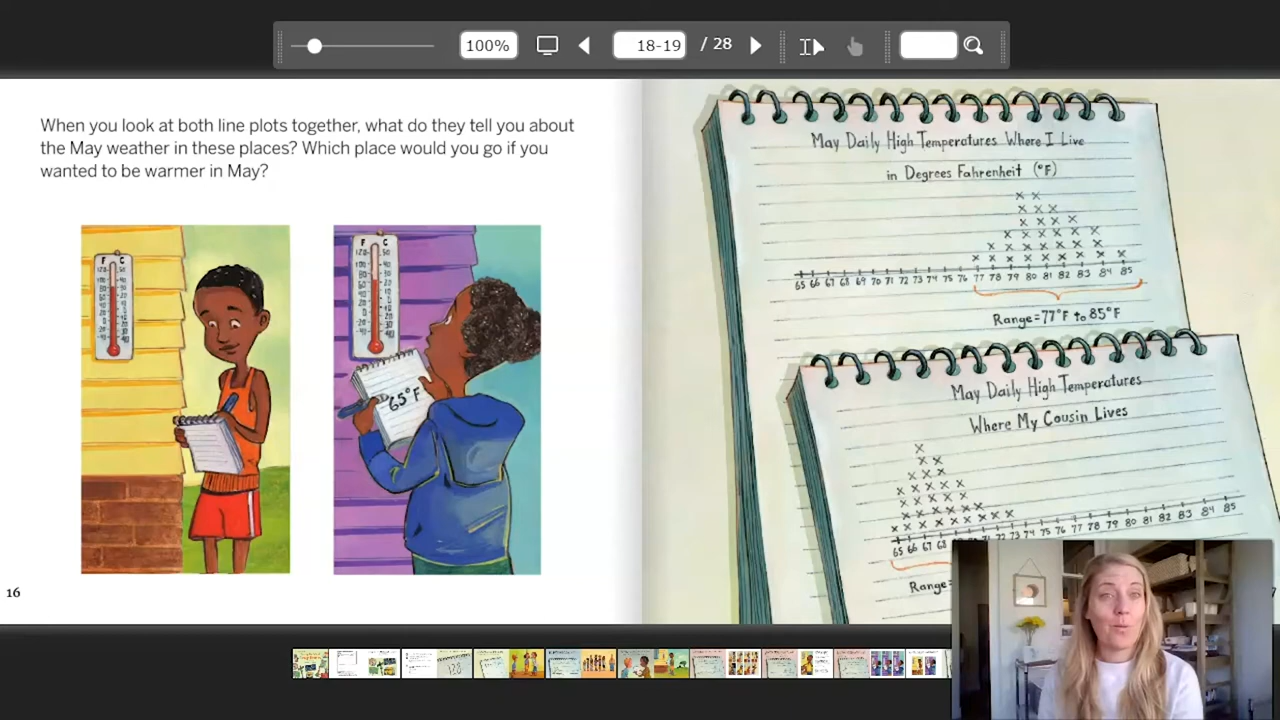 100%
18-19 / 28
When you look at both line plots together, what do they tell you about
the May weather in these places? Which place would you go if you
wanted to be warmer in May?
F C
F C
65°F
16
May Daily High Temperatures Where I Live
in Degrees Fahrenheit (°F)
65 66 67 68 69 70 71 72 73 74 75 76 77 78 79 80 81 82 83 84 85
Range=77°F to 85°F
May Daily High Temperatures
Where My Cousin Lives
65 66 67 68 72 73 74 75 76 77 78 79 80 81 82 83 84 85
Range=